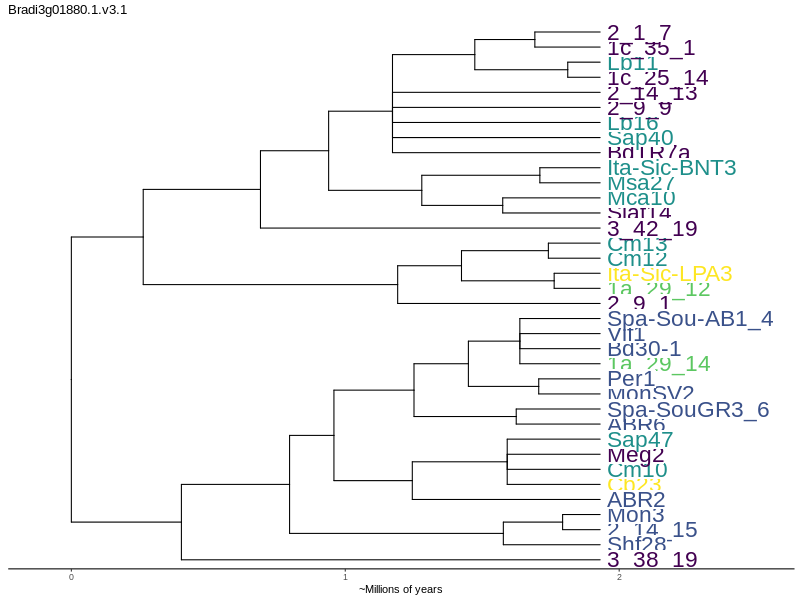 Bradi3g01880.1.v3.1
2_1_7
1c_35_1
Lb11
1c_25_14
2_14_13
2_9_9
Lb16
Sap40
BdTR7a
Ita-Sic-BNT3
Msa27
Mca10
Slaf14
3_42_19
Cm13
Cm12
Ita-Sic-LPA3
1a_29_12
2_9_1
Spa-Sou-AB1_4
Vlf1
Bd30-1
1a_29_14
Per1
MonSV2
Spa-SouGR3_6
ABR6
Sap47
Meg2
Cm10
Cb23
ABR2
Mon3
2_14_15
Shf28
3_38_19
0
1
2
~Millions of years